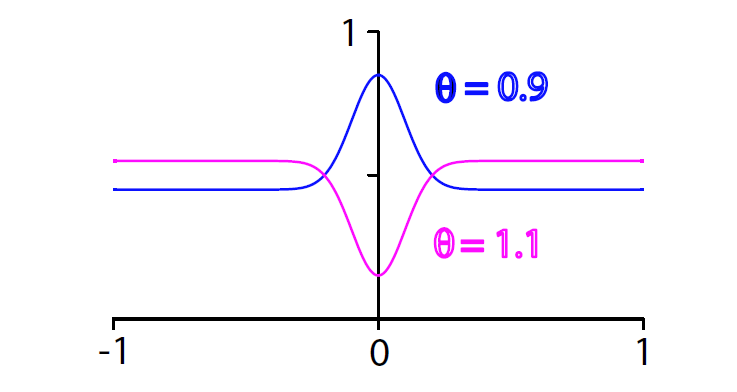 1
θ = 0.9
θ = 1.1
-1 0 1